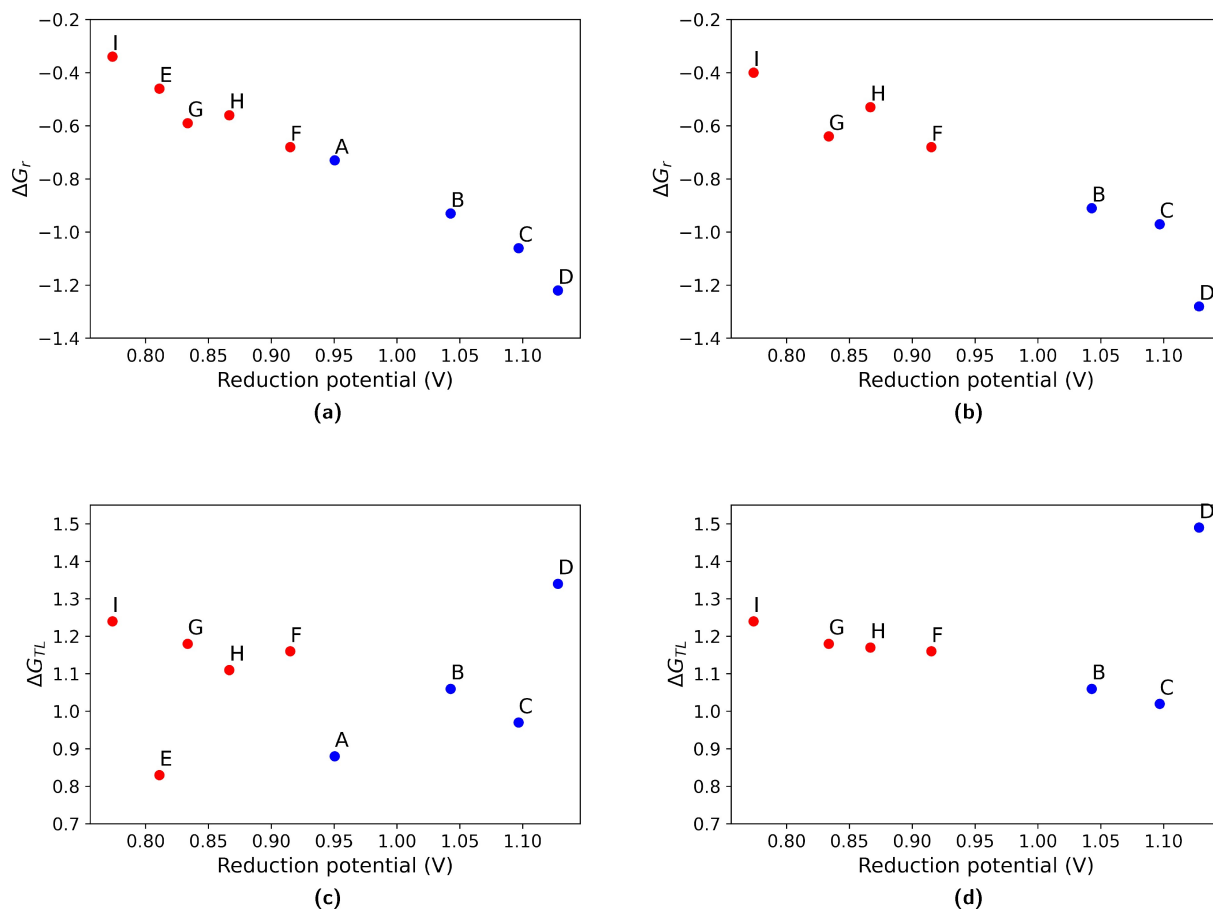 −0.2
−0.4
−0.6
−0.8
−1.0
−1.2
−1.4
ΔG_r
I
E
G
H
F
A
B
C
D
0.80 0.85 0.90 0.95 1.00 1.05 1.10
Reduction potential (V)
(a)
−0.2
−0.4
−0.6
−0.8
−1.0
−1.2
−1.4
ΔG_r
I
G
H
F
B
C
D
0.80 0.85 0.90 0.95 1.00 1.05 1.10
Reduction potential (V)
(b)
1.5
1.4
1.3
1.2
1.1
1.0
0.9
0.8
0.7
ΔG_TL
I
E
G
H
F
A
B
C
D
0.80 0.85 0.90 0.95 1.00 1.05 1.10
Reduction potential (V)
(c)
1.5
1.4
1.3
1.2
1.1
1.0
0.9
0.8
0.7
ΔG_TL
I
G
H
F
B
C
D
0.80 0.85 0.90 0.95 1.00 1.05 1.10
Reduction potential (V)
(d)